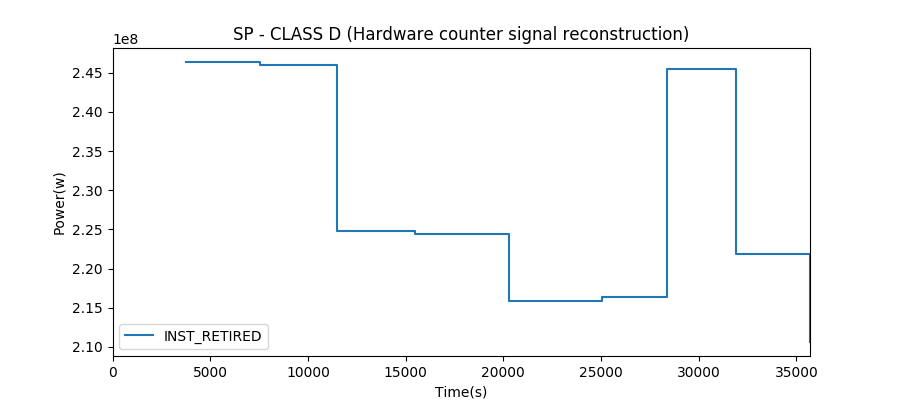 SP - CLASS D (Hardware counter signal reconstruction)
1e8
2.45
2.40
2.35
2.30
2.25
2.20
2.15
2.10
Power(w)
INST_RETIRED
0 5000 10000 15000 20000 25000 30000 35000
Time(s)